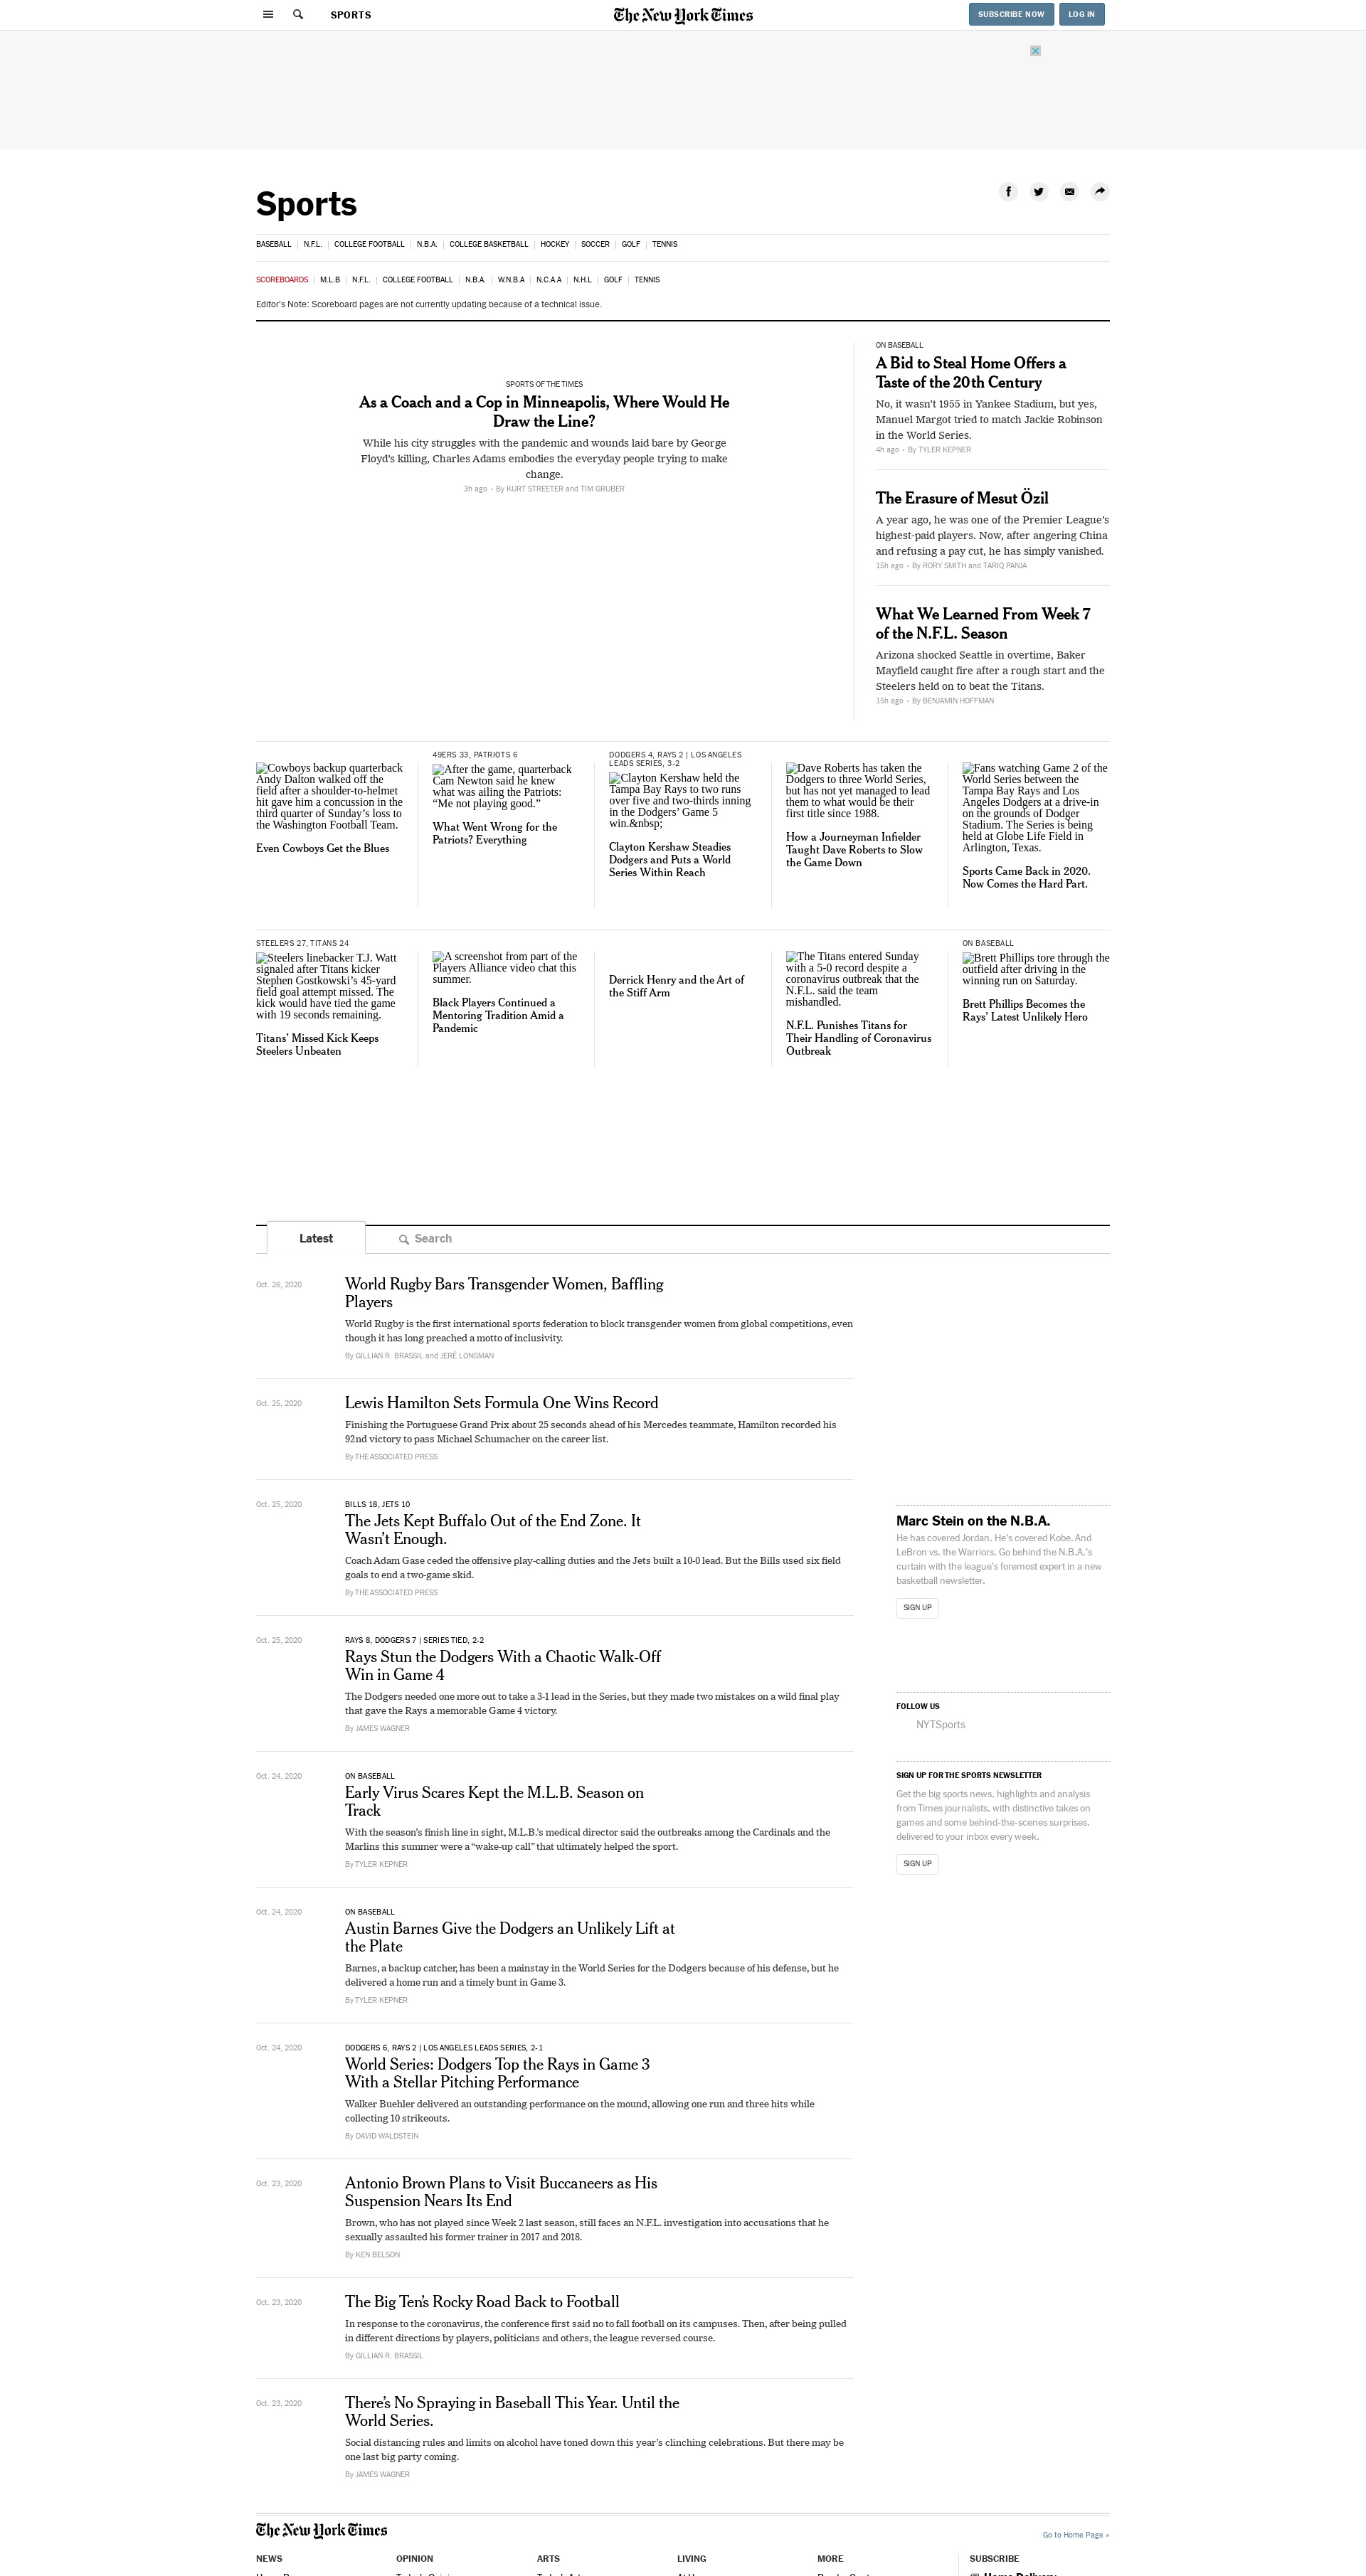 SPORTS
The New York Times
SUBSCRIBE NOW
LOG IN
Sports
BASEBALL
N.F.L.
COLLEGE FOOTBALL
N.B.A.
COLLEGE BASKETBALL
HOCKEY
SOCCER
GOLF
TENNIS
SCOREBOARDS
M.L.B
N.F.L.
COLLEGE FOOTBALL
N.B.A.
W.N.B.A
N.C.A.A
N.H.L
GOLF
TENNIS
Editor's Note: Scoreboard pages are not currently updating because of a technical issue.
SPORTS OF THE TIMES
As a Coach and a Cop in Minneapolis, Where Would He
Draw the Line?
While his city struggles with the pandemic and wounds laid bare by George
Floyd's killing, Charles Adams embodies the everyday people trying to make
change.
3h ago • By KURT STREETER and TIM GRUBER
ON BASEBALL
A Bid to Steal Home Offers a
Taste of the 20th Century
No, it wasn't 1955 in Yankee Stadium, but yes,
Manuel Margot tried to match Jackie Robinson
in the World Series.
4h ago • By TYLER KEPNER
The Erasure of Mesut Özil
A year ago, he was one of the Premier League's
highest-paid players. Now, after angering China
and refusing a pay cut, he has simply vanished.
15h ago • By RORY SMITH and TARIQ PANJA
What We Learned From Week 7
of the N.F.L. Season
Arizona shocked Seattle in overtime, Baker
Mayfield caught fire after a rough start and the
Steelers held on to beat the Titans.
15h ago • By BENJAMIN HOFFMAN
Cowboys backup quarterback
Andy Dalton walked off the
field after a shoulder-to-helmet
hit gave him a concussion in the
third quarter of Sunday's loss to
the Washington Football Team.
Even Cowboys Get the Blues
49ERS 33, PATRIOTS 6
After the game, quarterback
Cam Newton said he knew
what was ailing the Patriots:
“Me not playing good.”
What Went Wrong for the
Patriots? Everything
DODGERS 4, RAYS 2 | LOS ANGELES
LEADS SERIES, 3-2
Clayton Kershaw held the
Tampa Bay Rays to two runs
over five and two-thirds inning
in the Dodgers' Game 5
win.&nbsp;
Clayton Kershaw Steadies
Dodgers and Puts a World
Series Within Reach
Dave Roberts has taken the
Dodgers to three World Series,
but has not yet managed to lead
them to what would be their
first title since 1988.
How a Journeyman Infielder
Taught Dave Roberts to Slow
the Game Down
Fans watching Game 2 of the
World Series between the
Tampa Bay Rays and Los
Angeles Dodgers at a drive-in
on the grounds of Dodger
Stadium. The Series is being
held at Globe Life Field in
Arlington, Texas.
Sports Came Back in 2020.
Now Comes the Hard Part.
STEELERS 27, TITANS 24
Steelers linebacker T.J. Watt
signaled after Titans kicker
Stephen Gostkowski's 45-yard
field goal attempt missed. The
kick would have tied the game
with 19 seconds remaining.
Titans' Missed Kick Keeps
Steelers Unbeaten
A screenshot from part of the
Players Alliance video chat this
summer.
Black Players Continued a
Mentoring Tradition Amid a
Pandemic
Derrick Henry and the Art of
the Stiff Arm
The Titans entered Sunday
with a 5-0 record despite a
coronavirus outbreak that the
N.F.L. said the team
mishandled.
N.F.L. Punishes Titans for
Their Handling of Coronavirus
Outbreak
ON BASEBALL
Brett Phillips tore through the
outfield after driving in the
winning run on Saturday.
Brett Phillips Becomes the
Rays' Latest Unlikely Hero
Latest
Search
Oct. 26, 2020
World Rugby Bars Transgender Women, Baffling
Players
World Rugby is the first international sports federation to block transgender women from global competitions, even
though it has long preached a motto of inclusivity.
By GILLIAN R. BRASSIL and JERÉ LONGMAN
Oct. 25, 2020
Lewis Hamilton Sets Formula One Wins Record
Finishing the Portuguese Grand Prix about 25 seconds ahead of his Mercedes teammate, Hamilton recorded his
92nd victory to pass Michael Schumacher on the career list.
By THE ASSOCIATED PRESS
Oct. 25, 2020
BILLS 18, JETS 10
The Jets Kept Buffalo Out of the End Zone. It
Wasn't Enough.
Coach Adam Gase ceded the offensive play-calling duties and the Jets built a 10-0 lead. But the Bills used six field
goals to end a two-game skid.
By THE ASSOCIATED PRESS
Oct. 25, 2020
RAYS 8, DODGERS 7 | SERIES TIED, 2-2
Rays Stun the Dodgers With a Chaotic Walk-Off
Win in Game 4
The Dodgers needed one more out to take a 3-1 lead in the Series, but they made two mistakes on a wild final play
that gave the Rays a memorable Game 4 victory.
By JAMES WAGNER
Oct. 24, 2020
ON BASEBALL
Early Virus Scares Kept the M.L.B. Season on
Track
With the season's finish line in sight, M.L.B.'s medical director said the outbreaks among the Cardinals and the
Marlins this summer were a “wake-up call” that ultimately helped the sport.
By TYLER KEPNER
Oct. 24, 2020
ON BASEBALL
Austin Barnes Give the Dodgers an Unlikely Lift at
the Plate
Barnes, a backup catcher, has been a mainstay in the World Series for the Dodgers because of his defense, but he
delivered a home run and a timely bunt in Game 3.
By TYLER KEPNER
Oct. 24, 2020
DODGERS 6, RAYS 2 | LOS ANGELES LEADS SERIES, 2-1
World Series: Dodgers Top the Rays in Game 3
With a Stellar Pitching Performance
Walker Buehler delivered an outstanding performance on the mound, allowing one run and three hits while
collecting 10 strikeouts.
By DAVID WALDSTEIN
Oct. 23, 2020
Antonio Brown Plans to Visit Buccaneers as His
Suspension Nears Its End
Brown, who has not played since Week 2 last season, still faces an N.F.L. investigation into accusations that he
sexually assaulted his former trainer in 2017 and 2018.
By KEN BELSON
Oct. 23, 2020
The Big Ten's Rocky Road Back to Football
In response to the coronavirus, the conference first said no to fall football on its campuses. Then, after being pulled
in different directions by players, politicians and others, the league reversed course.
By GILLIAN R. BRASSIL
Oct. 23, 2020
There's No Spraying in Baseball This Year. Until the
World Series.
Social distancing rules and limits on alcohol have toned down this year's clinching celebrations. But there may be
one last big party coming.
By JAMES WAGNER
Marc Stein on the N.B.A.
He has covered Jordan. He's covered Kobe. And
LeBron vs. the Warriors. Go behind the N.B.A.'s
curtain with the league's foremost expert in a new
basketball newsletter.
SIGN UP
FOLLOW US
NYTSports
SIGN UP FOR THE SPORTS NEWSLETTER
Get the big sports news, highlights and analysis
from Times journalists, with distinctive takes on
games and some behind-the-scenes surprises,
delivered to your inbox every week.
SIGN UP
The New York Times
Go to Home Page »
NEWS
OPINION
ARTS
LIVING
MORE
SUBSCRIBE